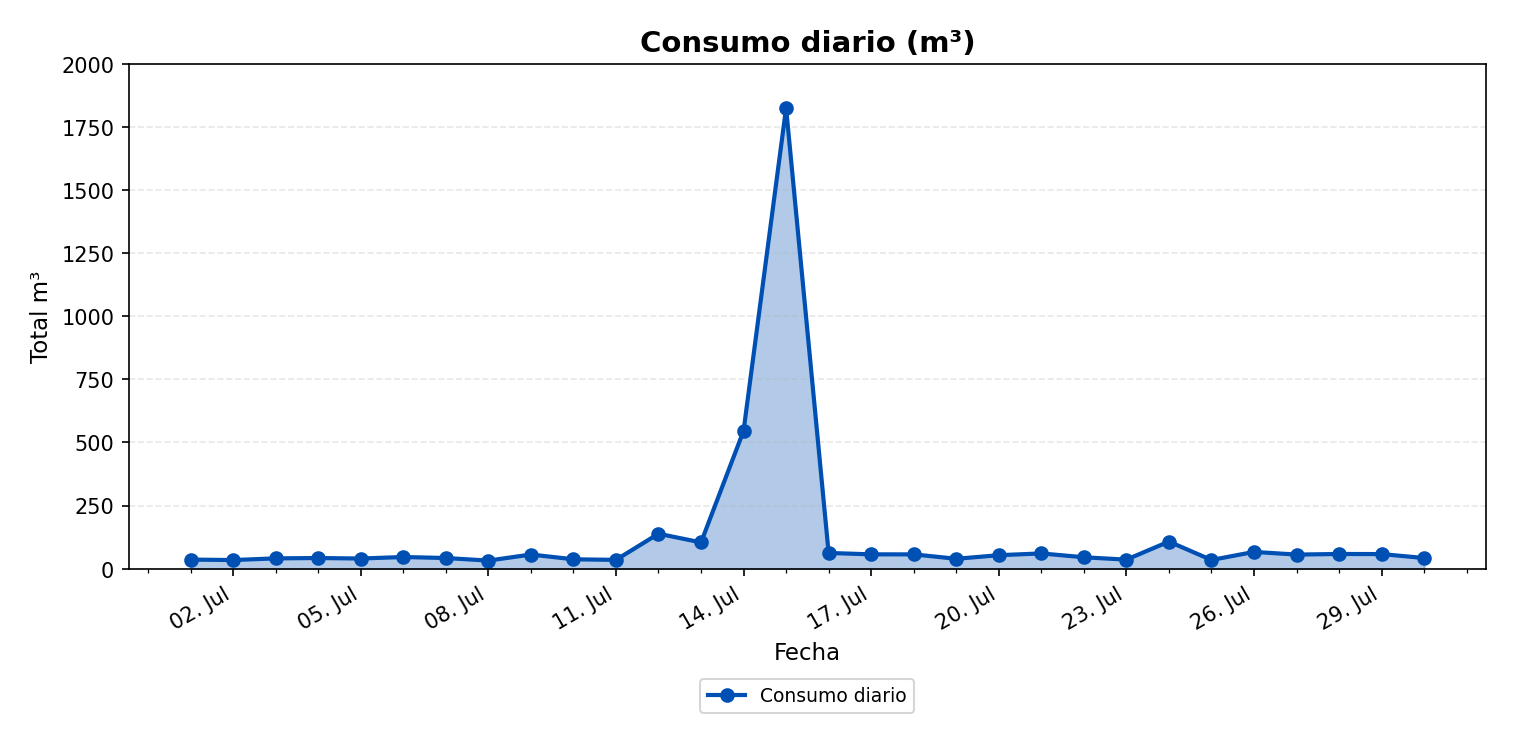 Consumo diario (m³)
Total m³
2000
1750
1500
1250
1000
750
500
250
0
02. Jul
05. Jul
08. Jul
11. Jul
14. Jul
17. Jul
20. Jul
23. Jul
26. Jul
29. Jul
Fecha
Consumo diario